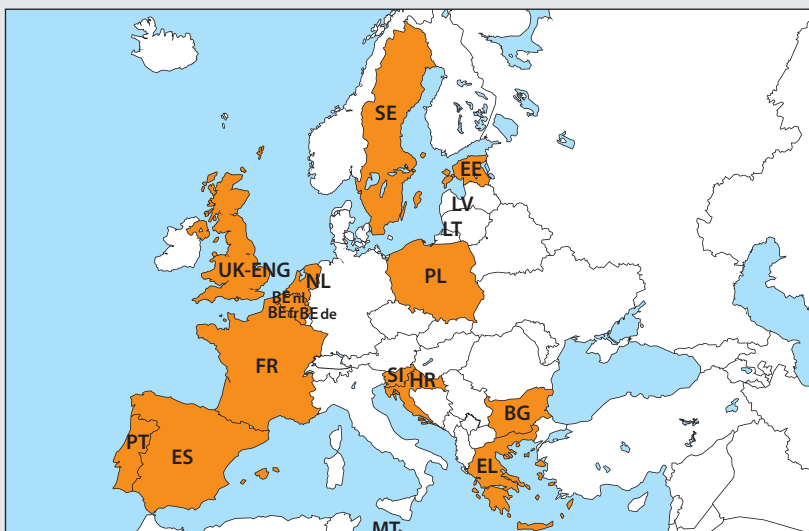 SE
EE
LV
LT
UK-ENG
NL
PL
BE nl
BE fr BE de
FR
SI HR
BG
PT
ES
EL
MT